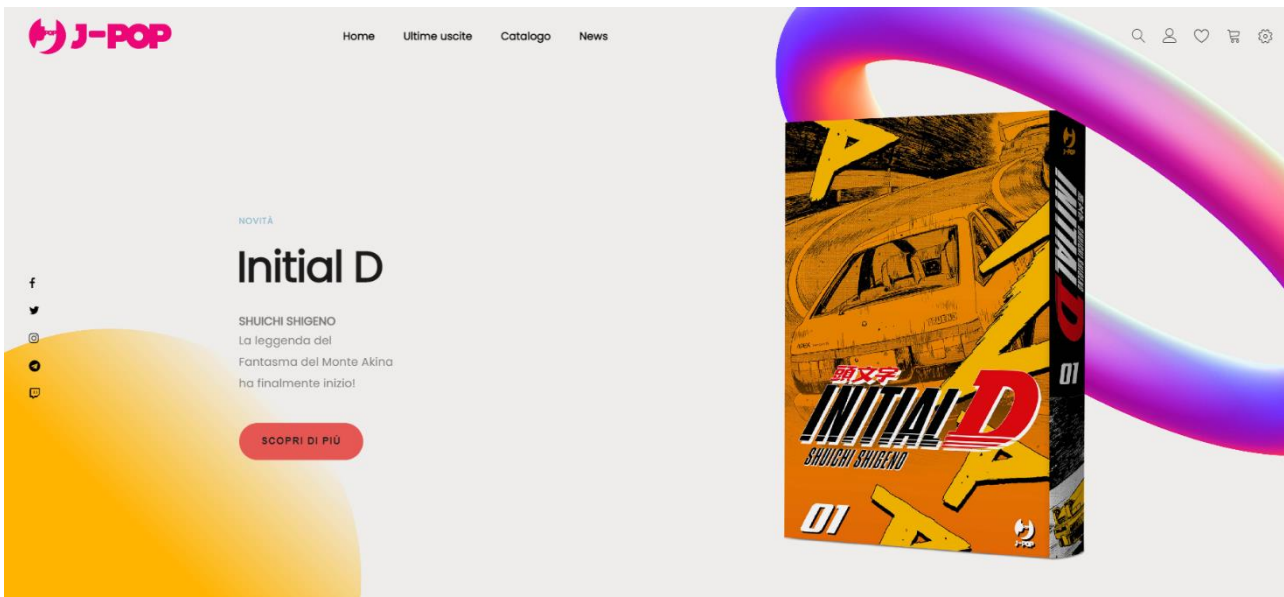 J-POP
Home Ultime uscite Catalogo News
NOVITÀ
Initial D
SHUICHI SHIGENO
La leggenda del
Fantasma del Monte Akina
ha finalmente inizio!
SCOPRI DI PIÙ
頭文字
INITIAL D
SHUICHI SHIGENO
01
J-POP
INITIAL D
01